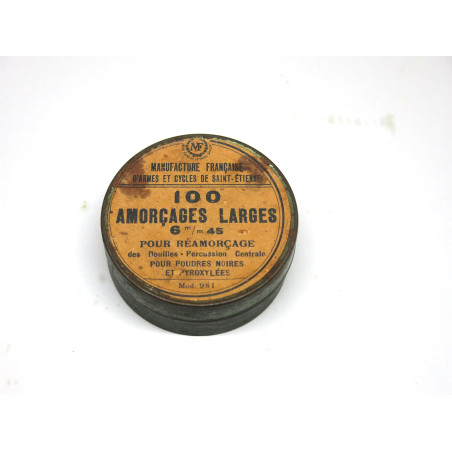 MF
MANUFACTURE FRANÇAISE
D'ARMES ET CYCLES DE SAINT-ÉTIENNE
100
AMORÇAGES LARGES
6 m/m 45
POUR RÉAMORÇAGE
des Douilles - Percussion Centrale
POUR POUDRES NOIRES
ET PYROXYLÉES
Mod. 981